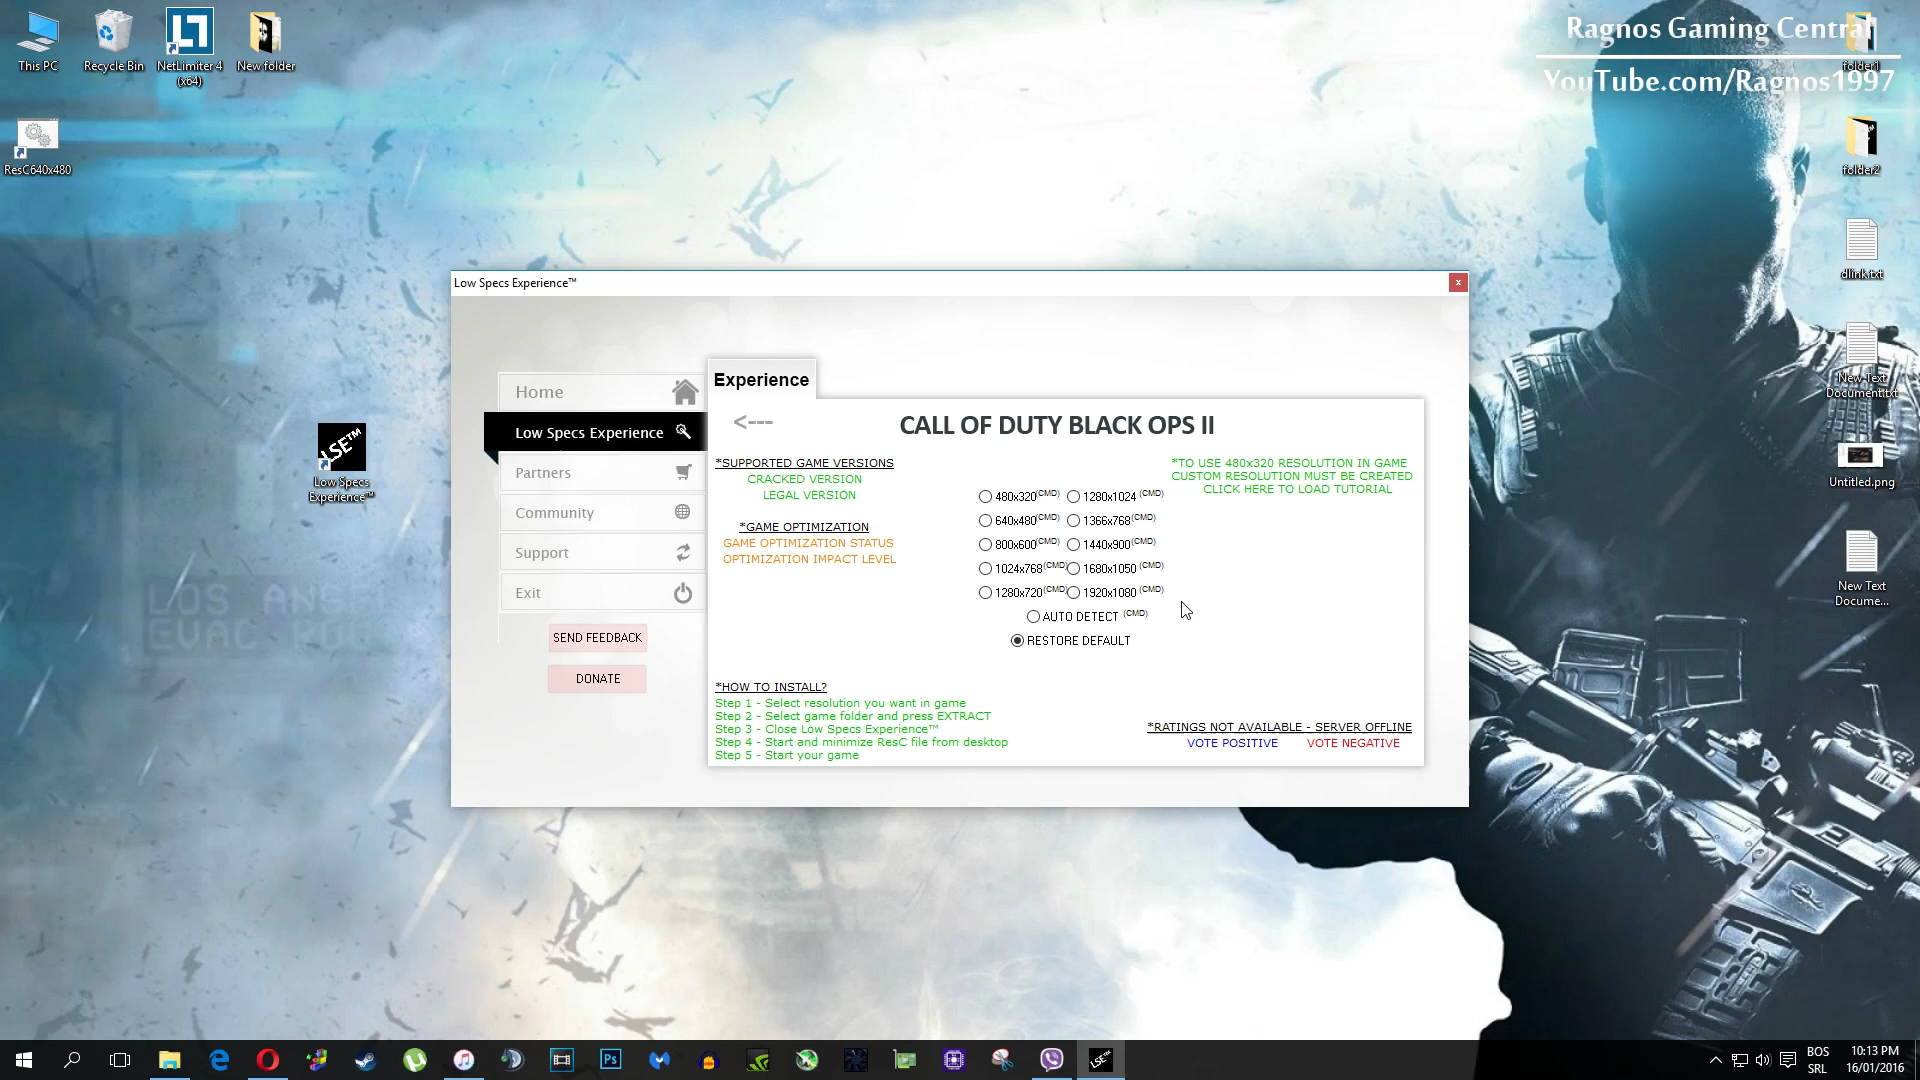 This PC
Recycle Bin
NetLimiter 4
(x64)
New folder
ResC640x480
Ragnos Gaming Central
YouTube.com/Ragnos1997
folder1
folder2
dlink.txt
New Text
Document.txt
Untitled.png
New Text
Docume...
LSE™
Low Specs
Experience™
Low Specs Experience™
x
Home
Low Specs Experience
Partners
Community
Support
Exit
SEND FEEDBACK
DONATE
Experience
<---
CALL OF DUTY BLACK OPS II
*SUPPORTED GAME VERSIONS
CRACKED VERSION
LEGAL VERSION
*GAME OPTIMIZATION
GAME OPTIMIZATION STATUS
OPTIMIZATION IMPACT LEVEL
480x320(CMD) 1280x1024 (CMD)
640x480(CMD) 1366x768(CMD)
800x600(CMD) 1440x900(CMD)
1024x768(CMD) 1680x1050 (CMD)
1280x720(CMD) 1920x1080 (CMD)
AUTO DETECT (CMD)
RESTORE DEFAULT
*TO USE 480x320 RESOLUTION IN GAME
CUSTOM RESOLUTION MUST BE CREATED
CLICK HERE TO LOAD TUTORIAL
*HOW TO INSTALL?
Step 1 - Select resolution you want in game
Step 2 - Select game folder and press EXTRACT
Step 3 - Close Low Specs Experience™
Step 4 - Start and minimize ResC file from desktop
Step 5 - Start your game
*RATINGS NOT AVAILABLE - SERVER OFFLINE
VOTE POSITIVE VOTE NEGATIVE
LOS AN
EVAC
Ps
LSE™
BOS
SRL
10:13 PM
16/01/2016